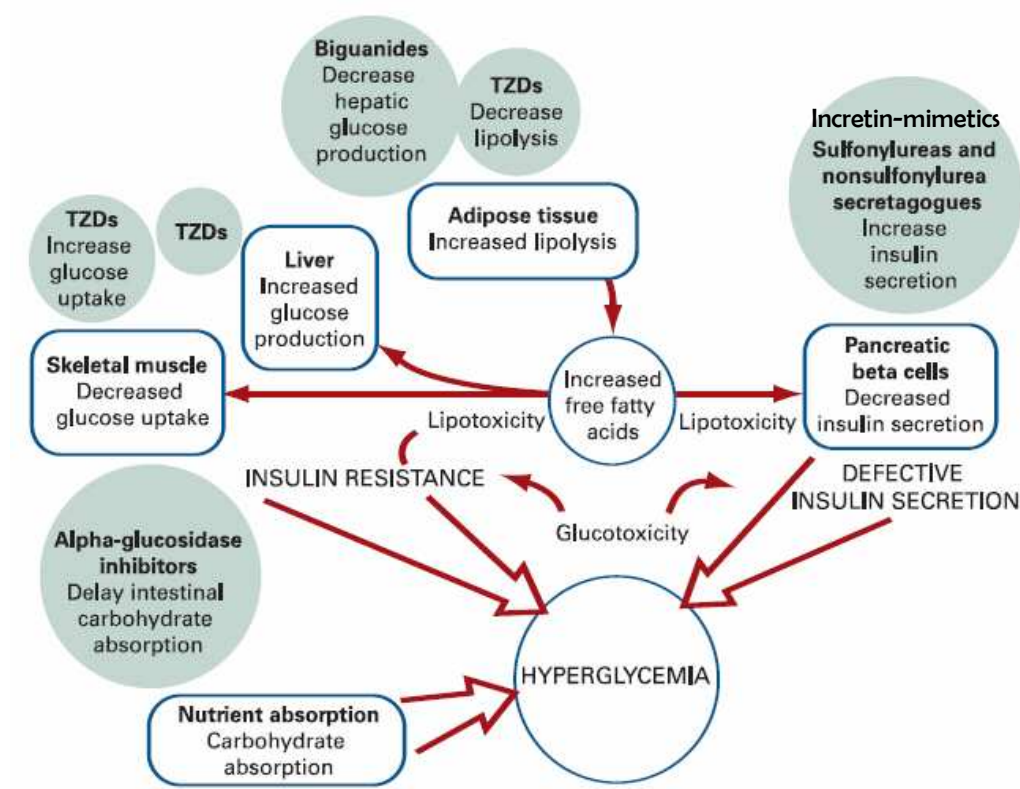 Biguanides
Decrease
hepatic
glucose
production
TZDs
Decrease
lipolysis
Incretin-mimetics
Sulfonylureas and
nonsulfonylurea
secretagogues
Increase
insulin
secretion
TZDs
Increase
glucose
uptake
TZDs
Liver
Increased
glucose
production
Adipose tissue
Increased lipolysis
Skeletal muscle
Decreased
glucose uptake
Increased
free fatty
acids
Pancreatic
beta cells
Decreased
insulin secretion
Lipotoxicity
Lipotoxicity
INSULIN RESISTANCE
DEFECTIVE
INSULIN SECRETION
Glucotoxicity
Alpha-glucosidase
inhibitors
Delay intestinal
carbohydrate
absorption
HYPERGLYCEMIA
Nutrient absorption
Carbohydrate
absorption